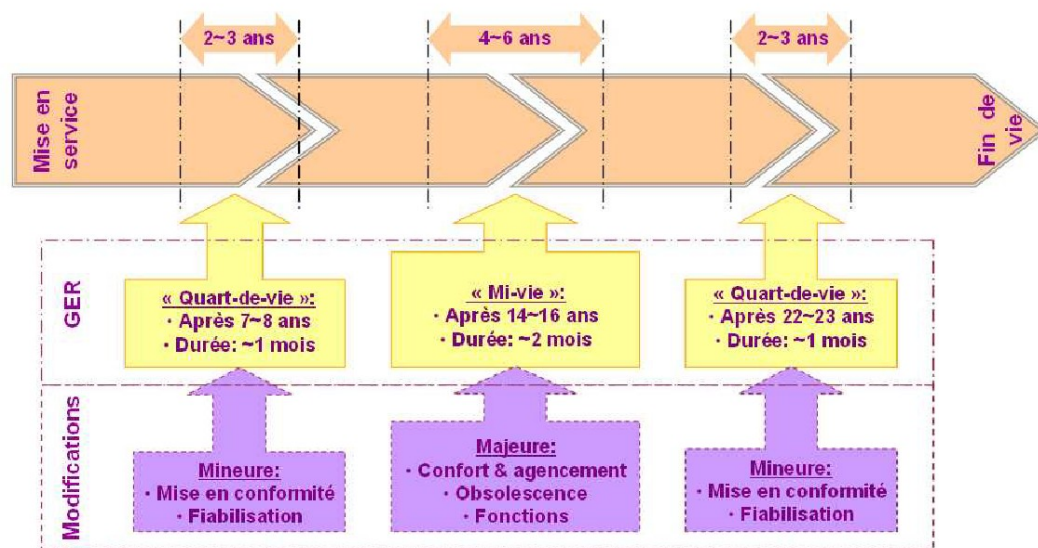 2~3 ans
4~6 ans
2~3 ans
Mise en
service
Fin de
vie
GER
« Quart-de-vie »:
· Après 7~8 ans
· Durée: ~1 mois
« Mi-vie »:
· Après 14~16 ans
· Durée: ~2 mois
« Quart-de-vie »:
· Après 22~23 ans
· Durée: ~1 mois
Modifications
Mineure:
· Mise en conformité
· Fiabilisation
Majeure:
· Confort & agencement
· Obsolescence
· Fonctions
Mineure:
· Mise en conformité
· Fiabilisation